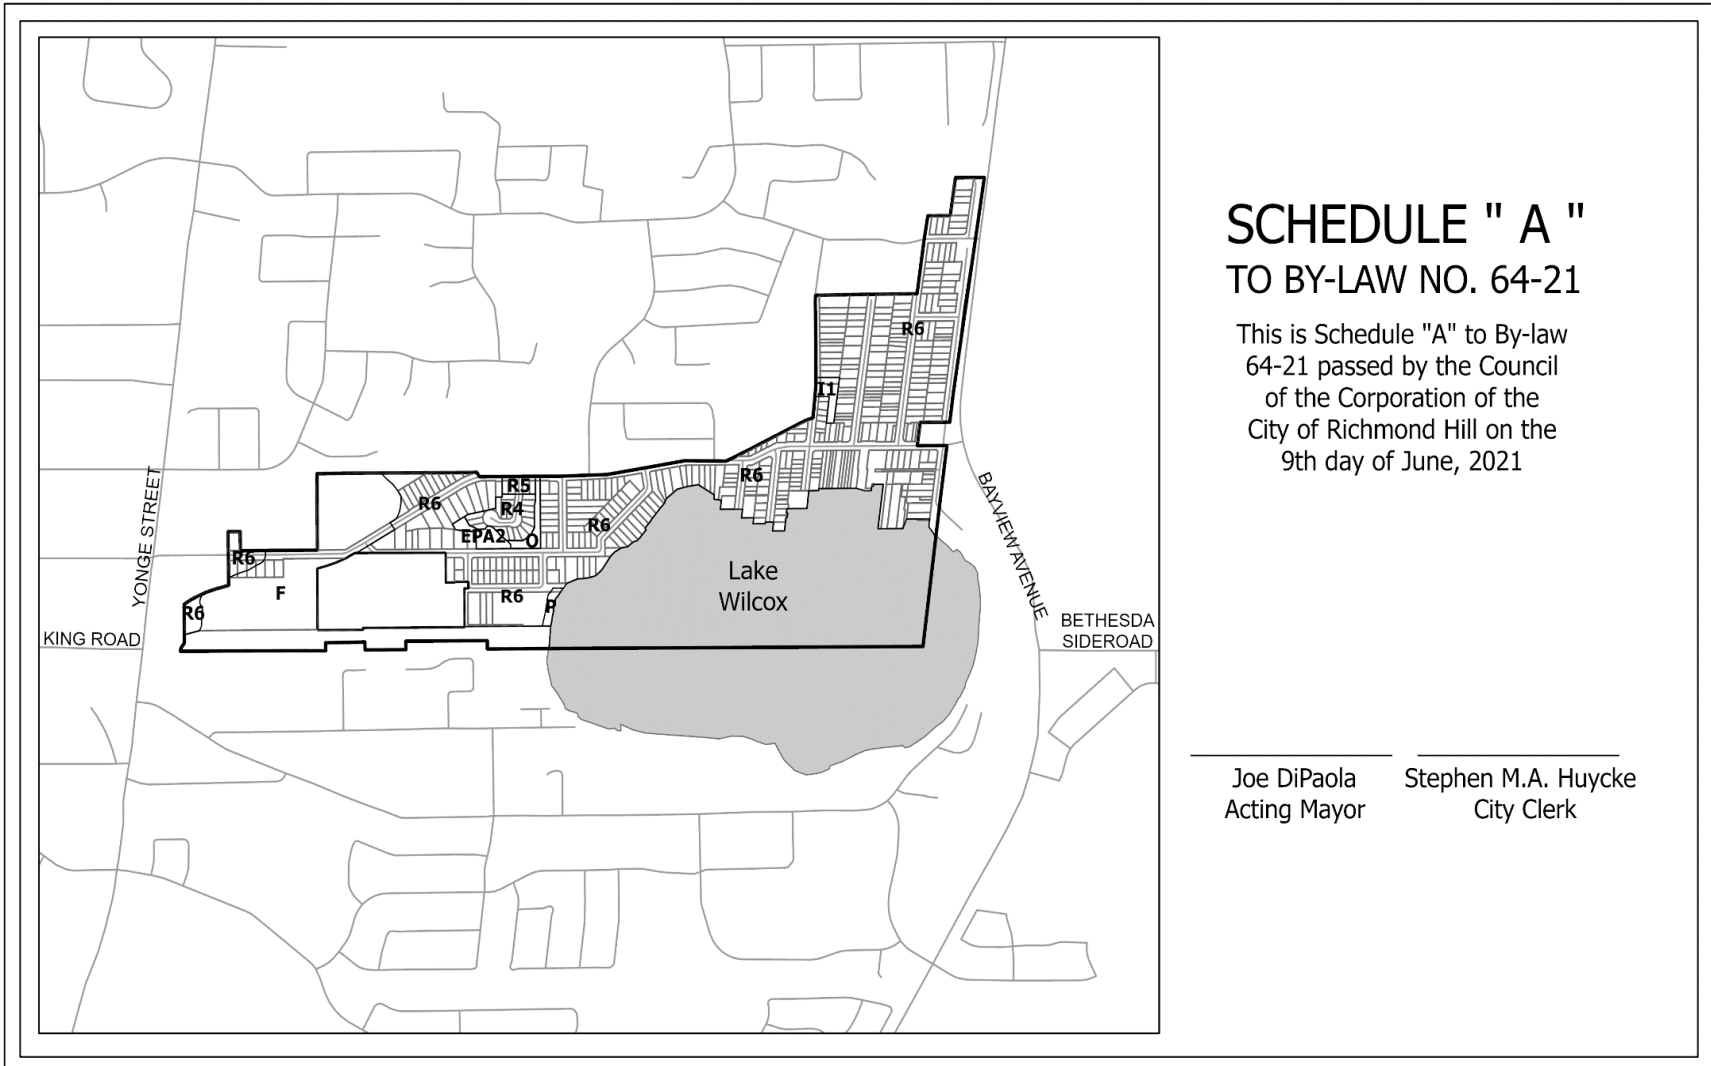 SCHEDULE " A "
TO BY-LAW NO. 64-21
This is Schedule "A" to By-law
64-21 passed by the Council
of the Corporation of the
City of Richmond Hill on the
9th day of June, 2021
Joe DiPaola
Acting Mayor
Stephen M.A. Huycke
City Clerk
R6
I1
R6
R5
R6
R4
R6
EPA2
O
R6
F
R6
R6
P
Lake
Wilcox
YONGE STREET
BAYVIEW AVENUE
KING ROAD
BETHESDA
SIDEROAD